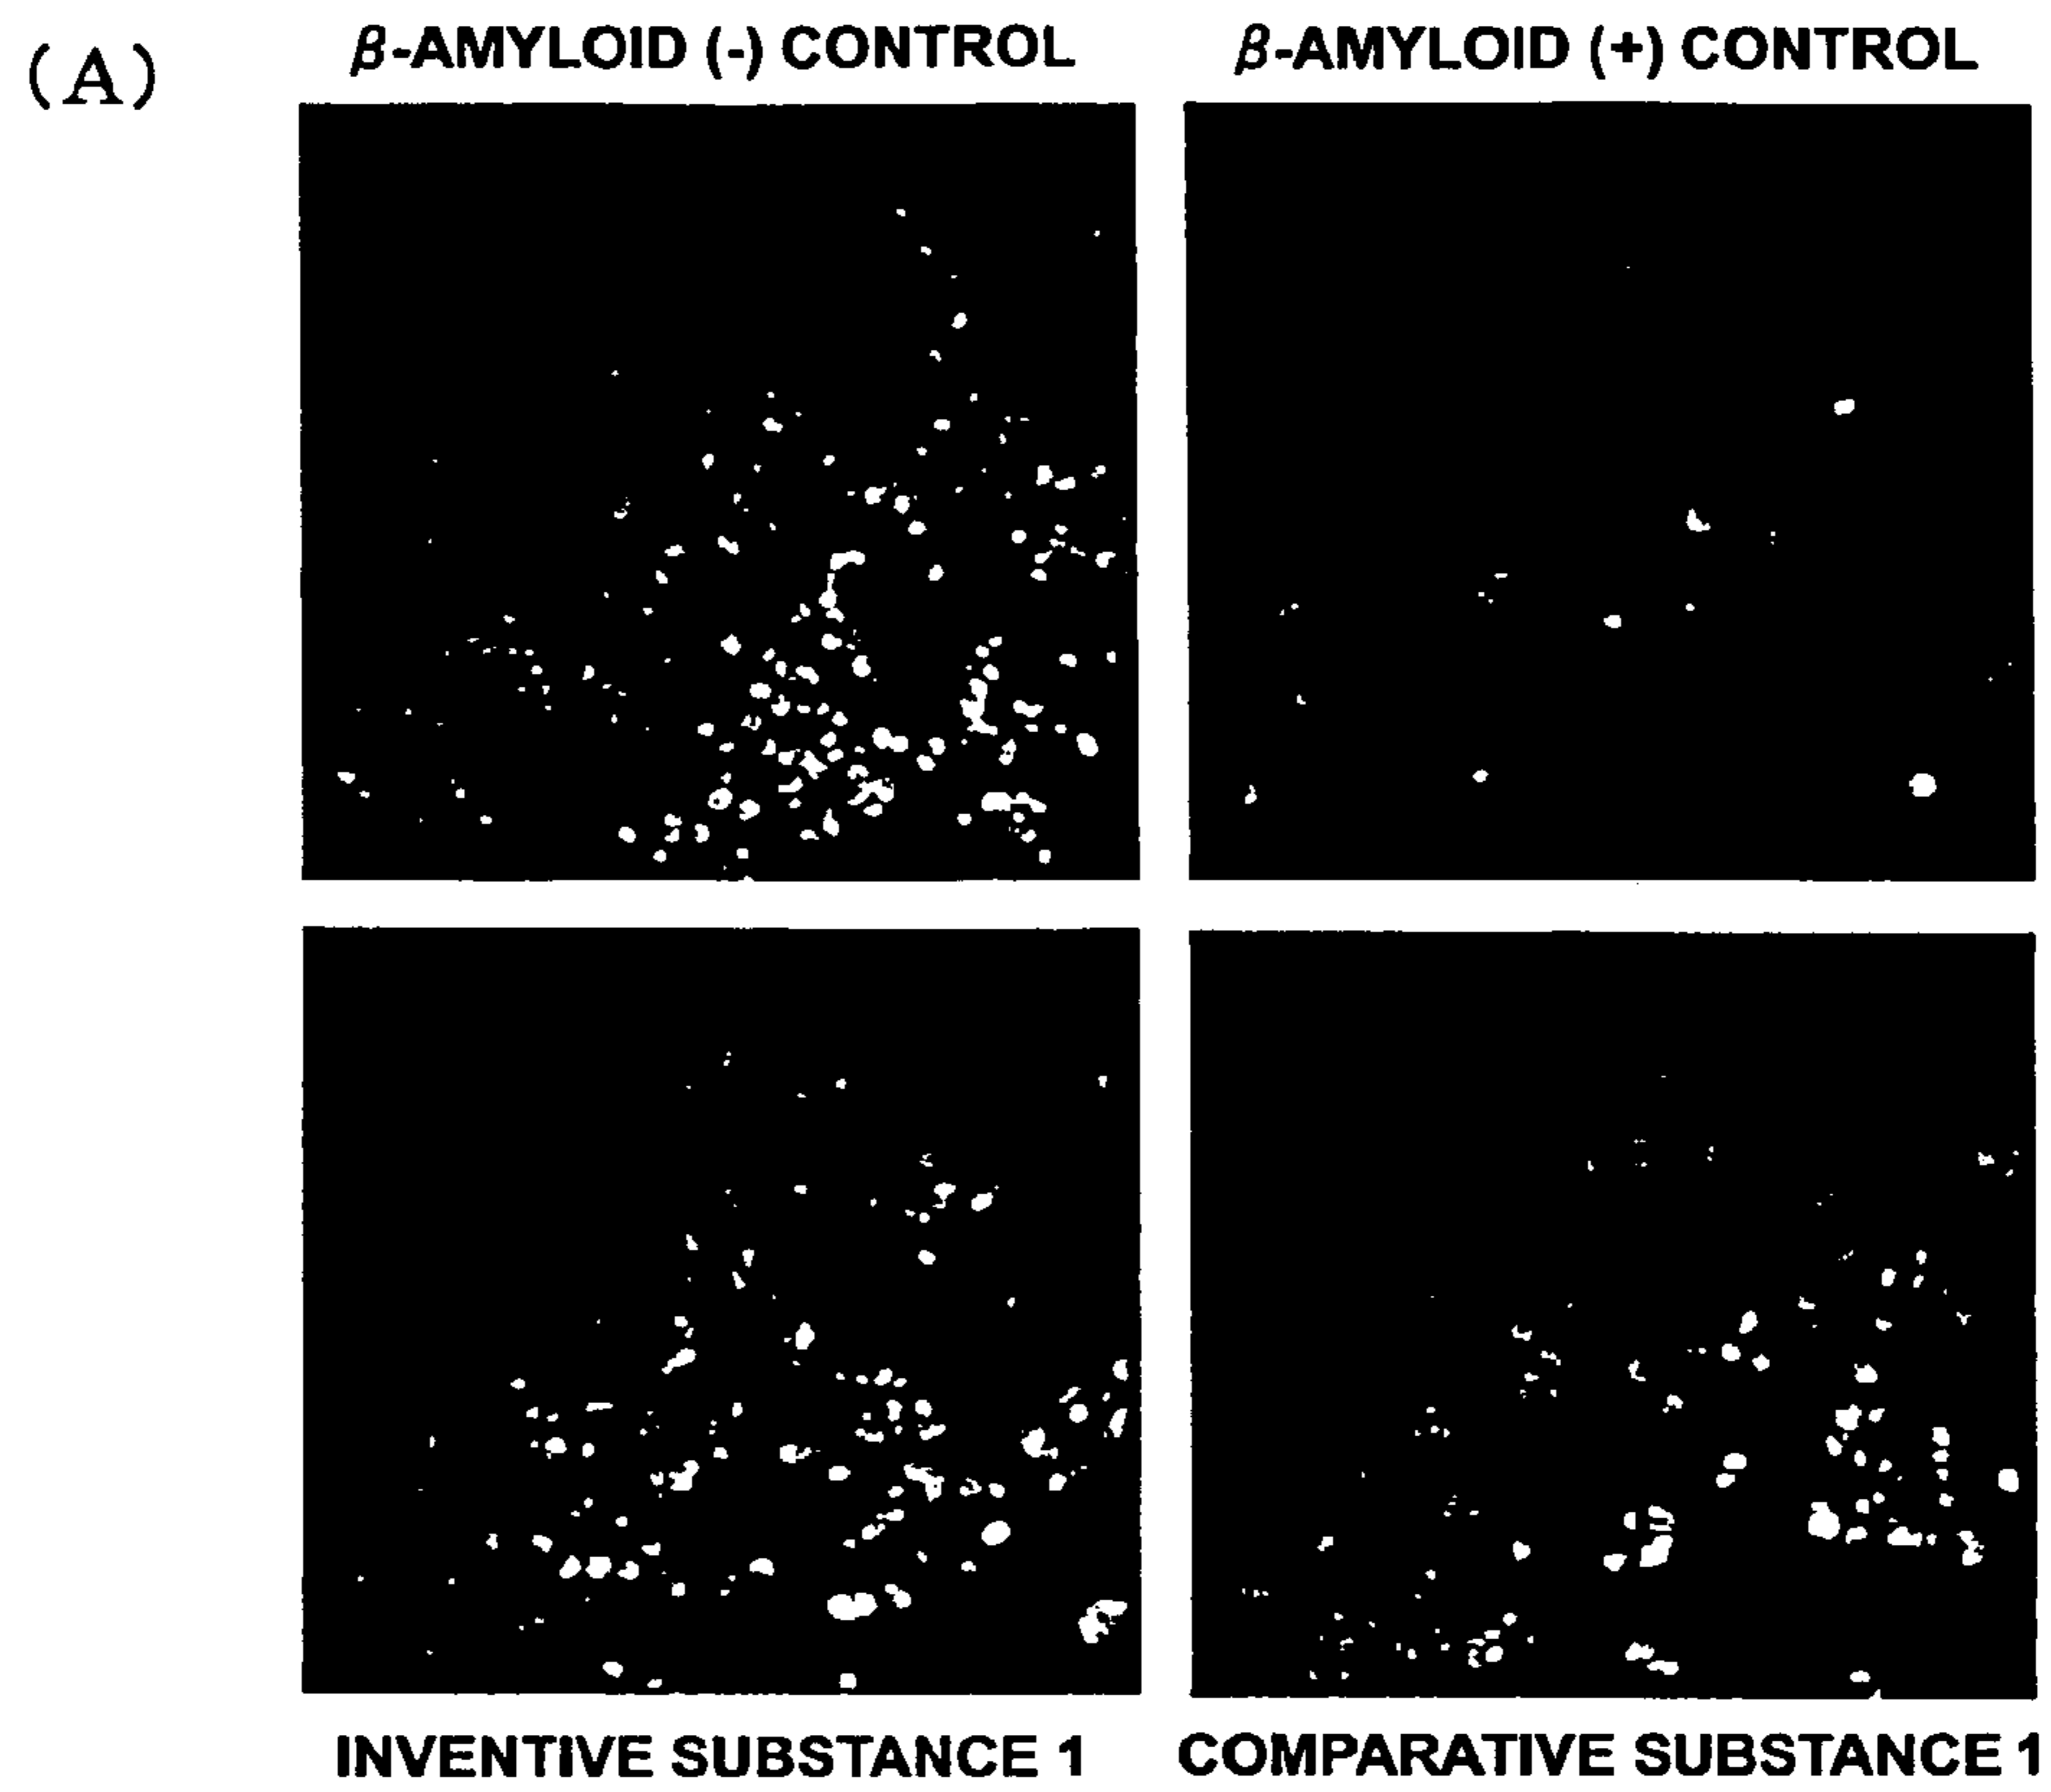 (A)
β-AMYLOID (-) CONTROL
β-AMYLOID (+) CONTROL
INVENTIVE SUBSTANCE 1
COMPARATIVE SUBSTANCE 1